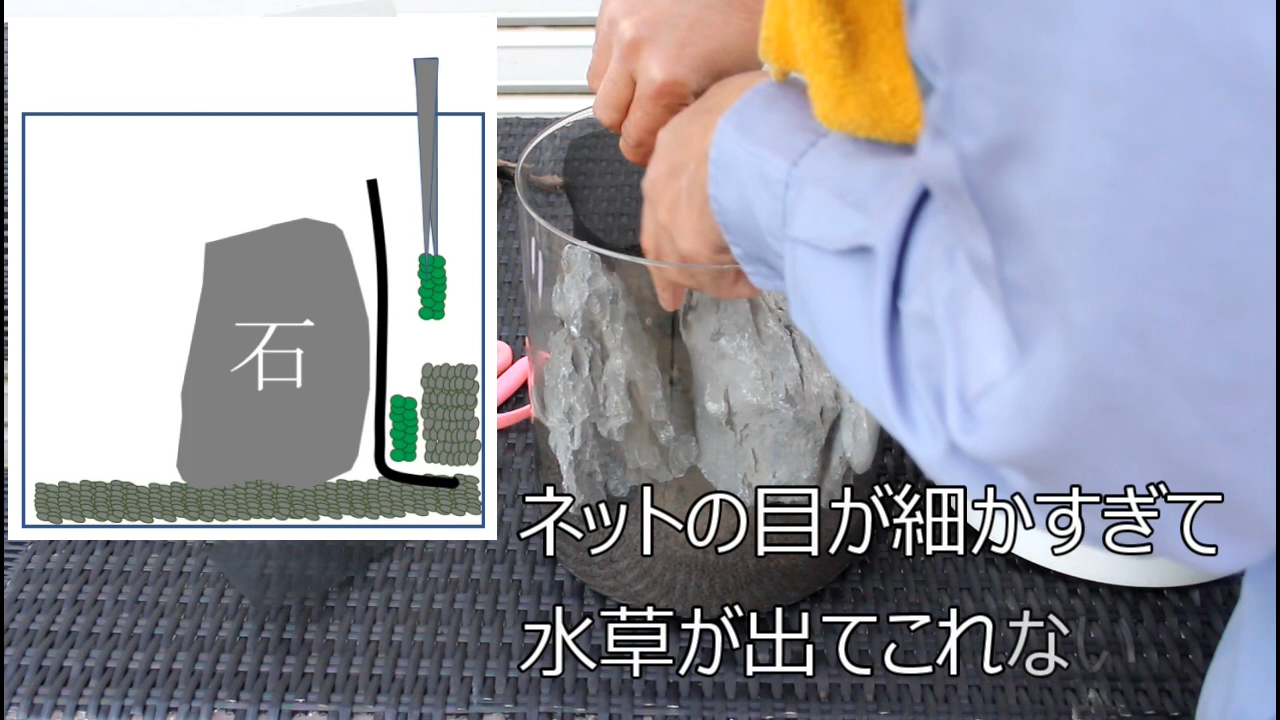 石
ネットの目が細かすぎて
水草が出てこれない